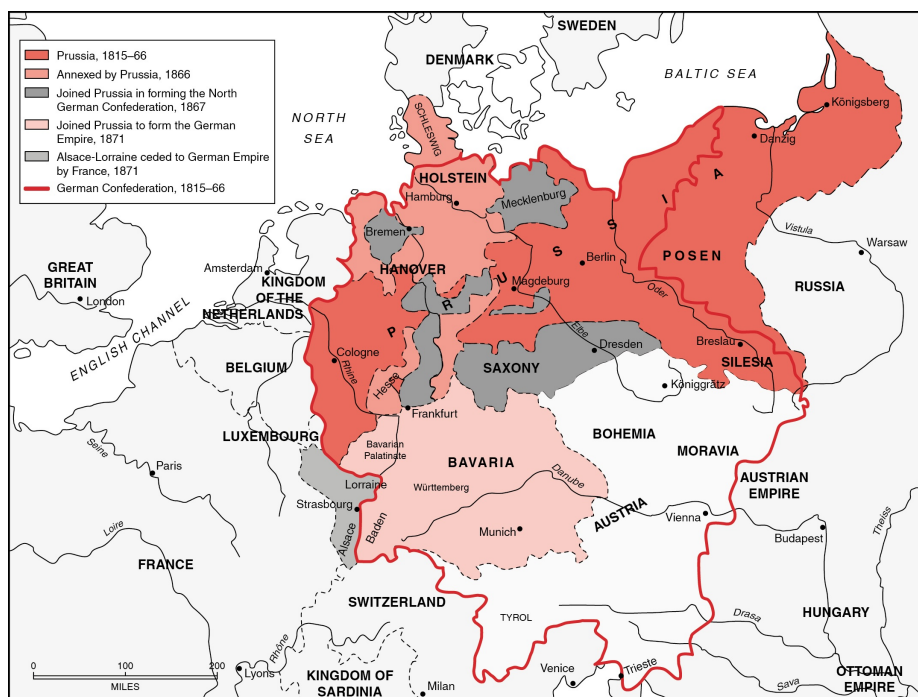 SWEDEN
DENMARK
BALTIC SEA
Prussia, 1815–66
Annexed by Prussia, 1866
Joined Prussia in forming the North
German Confederation, 1867
Joined Prussia to form the German
Empire, 1871
Alsace-Lorraine ceded to German Empire
by France, 1871
German Confederation, 1815–66
NORTH
SEA
SCHLESWIG
Königsberg
Danzig
HOLSTEIN
Hamburg
Mecklenburg
Bremen
PRUSSIA
Vistula
Warsaw
POSEN
Berlin
RUSSIA
GREAT
BRITAIN
London
Amsterdam
KINGDOM
OF THE
NETHERLANDS
HANOVER
Magdeburg
Oder
ENGLISH CHANNEL
Elbe
Breslau
SILESIA
Dresden
Cologne
Rhine
BELGIUM
Hesse
SAXONY
Königgrätz
Frankfurt
LUXEMBOURG
BOHEMIA
MORAVIA
Seine
Paris
Bavarian
Palatinate
BAVARIA
Danube
Lorraine
Württemberg
AUSTRIAN
EMPIRE
Strasbourg
Loire
Alsace
Baden
Munich
AUSTRIA
Vienna
Budapest
Theiss
FRANCE
SWITZERLAND
TYROL
Drasa
HUNGARY
Rhône
Lyons
KINGDOM OF
SARDINIA
Milan
Venice
Trieste
Sava
OTTOMAN
EMPIRE
0 100 200
MILES